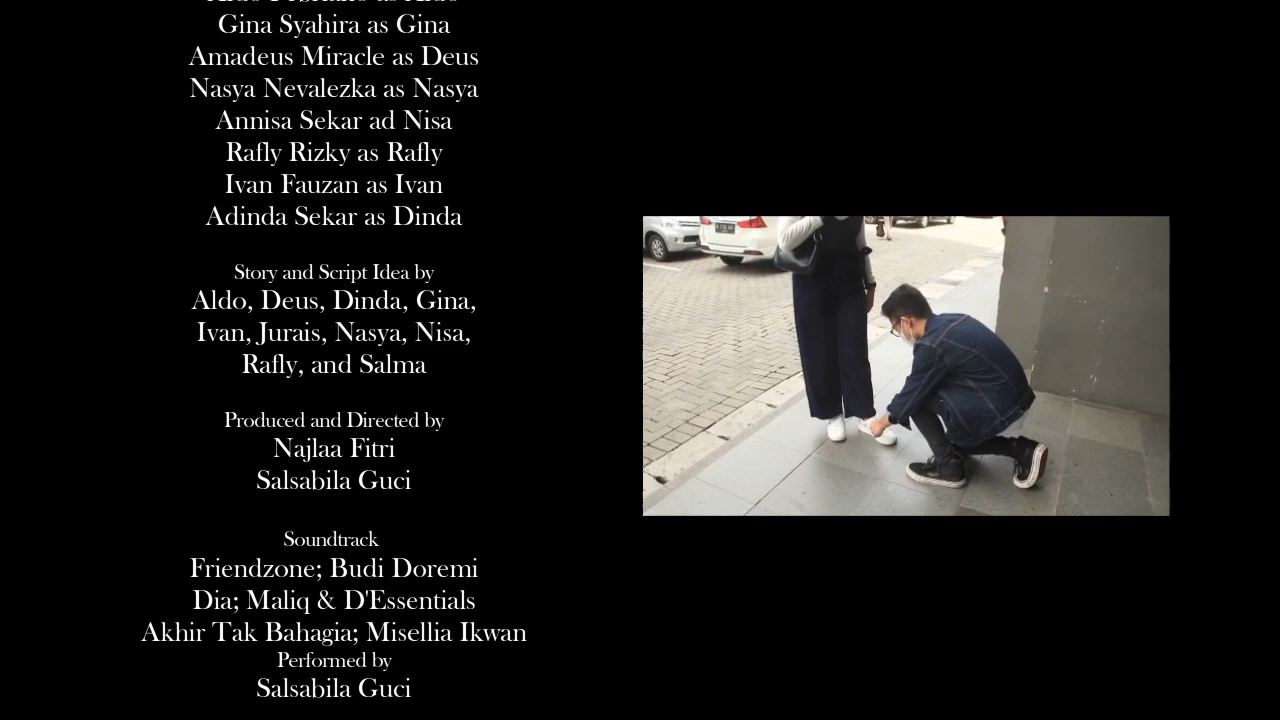 Gina Syahira as Gina
Amadeus Miracle as Deus
Nasya Nevalezka as Nasya
Annisa Sekar ad Nisa
Rafly Rizky as Rafly
Ivan Fauzan as Ivan
Adinda Sekar as Dinda
Story and Script Idea by
Aldo, Deus, Dinda, Gina,
Ivan, Jurais, Nasya, Nisa,
Rafly, and Salma
Produced and Directed by
Najlaa Fitri
Salsabila Guci
Soundtrack
Friendzone; Budi Doremi
Dia; Maliq & D'Essentials
Akhir Tak Bahagia; Misellia Ikwan
Performed by
Salsabila Guci